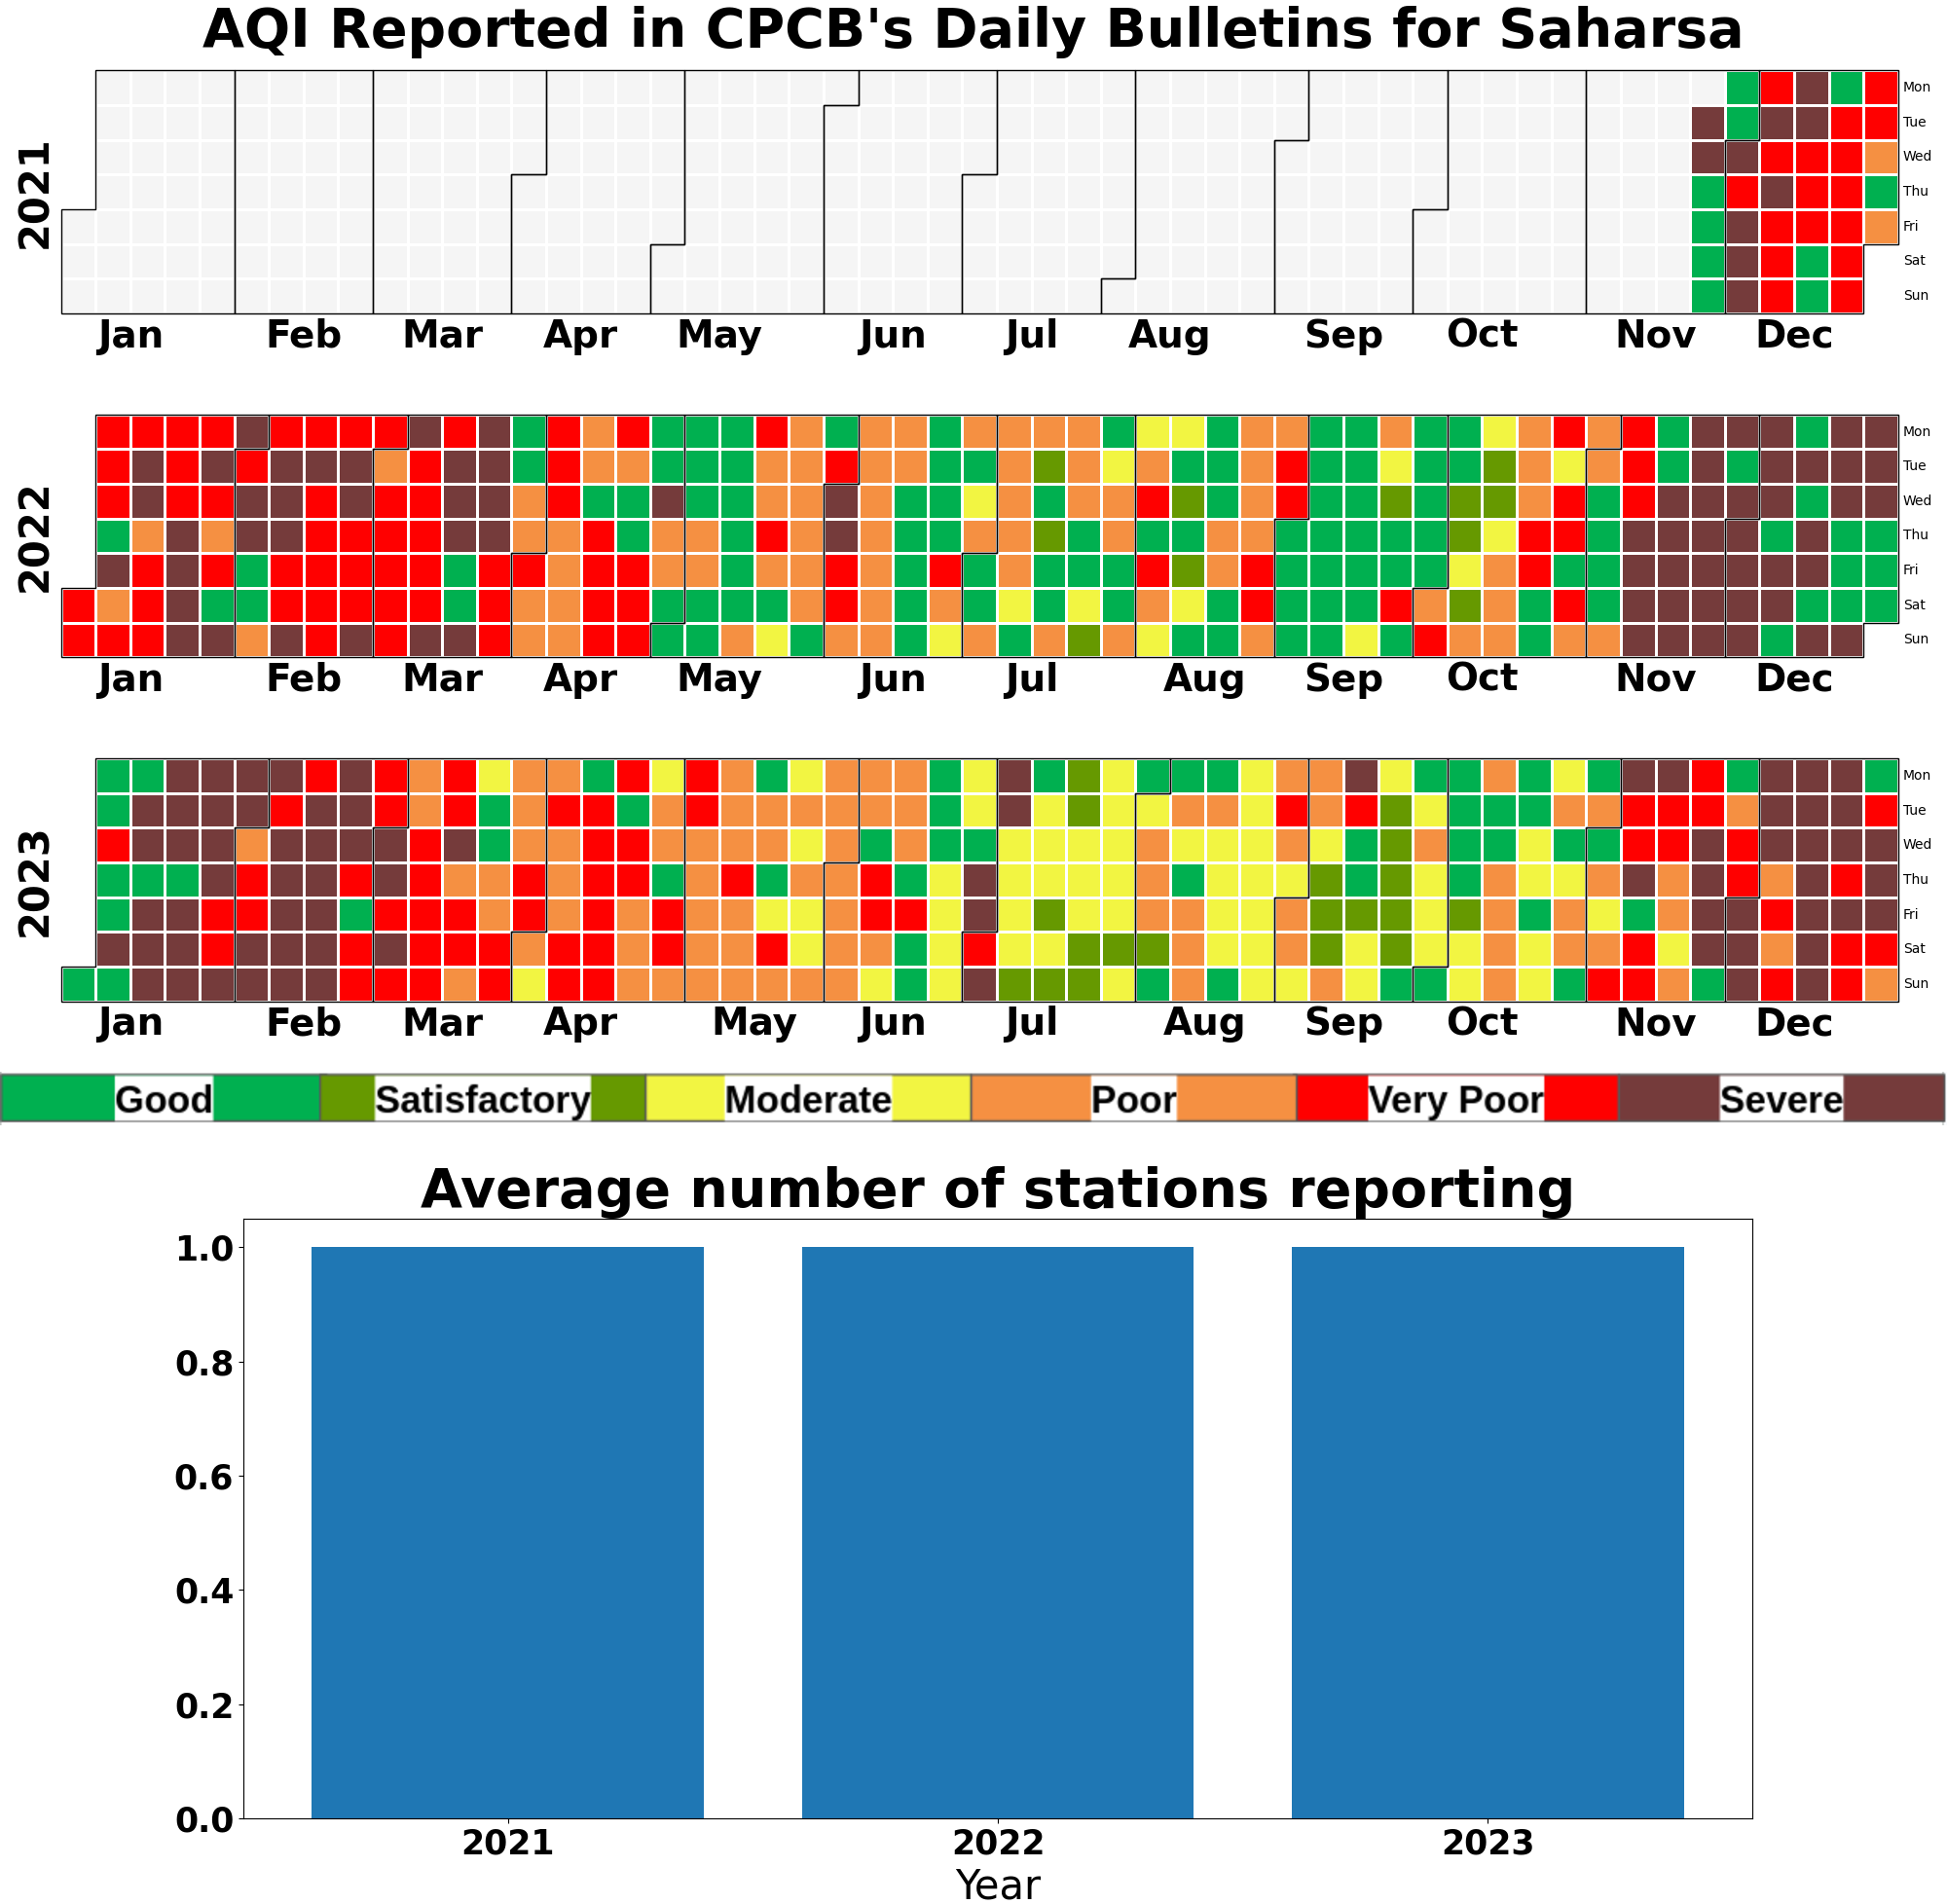 AQI Reported in CPCB's Daily Bulletins for Saharsa
2021
Mon
Tue
Wed
Thu
Fri
Sat
Sun
Jan Feb Mar Apr May Jun Jul Aug Sep Oct Nov Dec
2022
Mon
Tue
Wed
Thu
Fri
Sat
Sun
Jan Feb Mar Apr May Jun Jul Aug Sep Oct Nov Dec
2023
Mon
Tue
Wed
Thu
Fri
Sat
Sun
Jan Feb Mar Apr May Jun Jul Aug Sep Oct Nov Dec
Good Satisfactory Moderate Poor Very Poor Severe
Average number of stations reporting
1.0
0.8
0.6
0.4
0.2
0.0
2021 2022 2023
Year